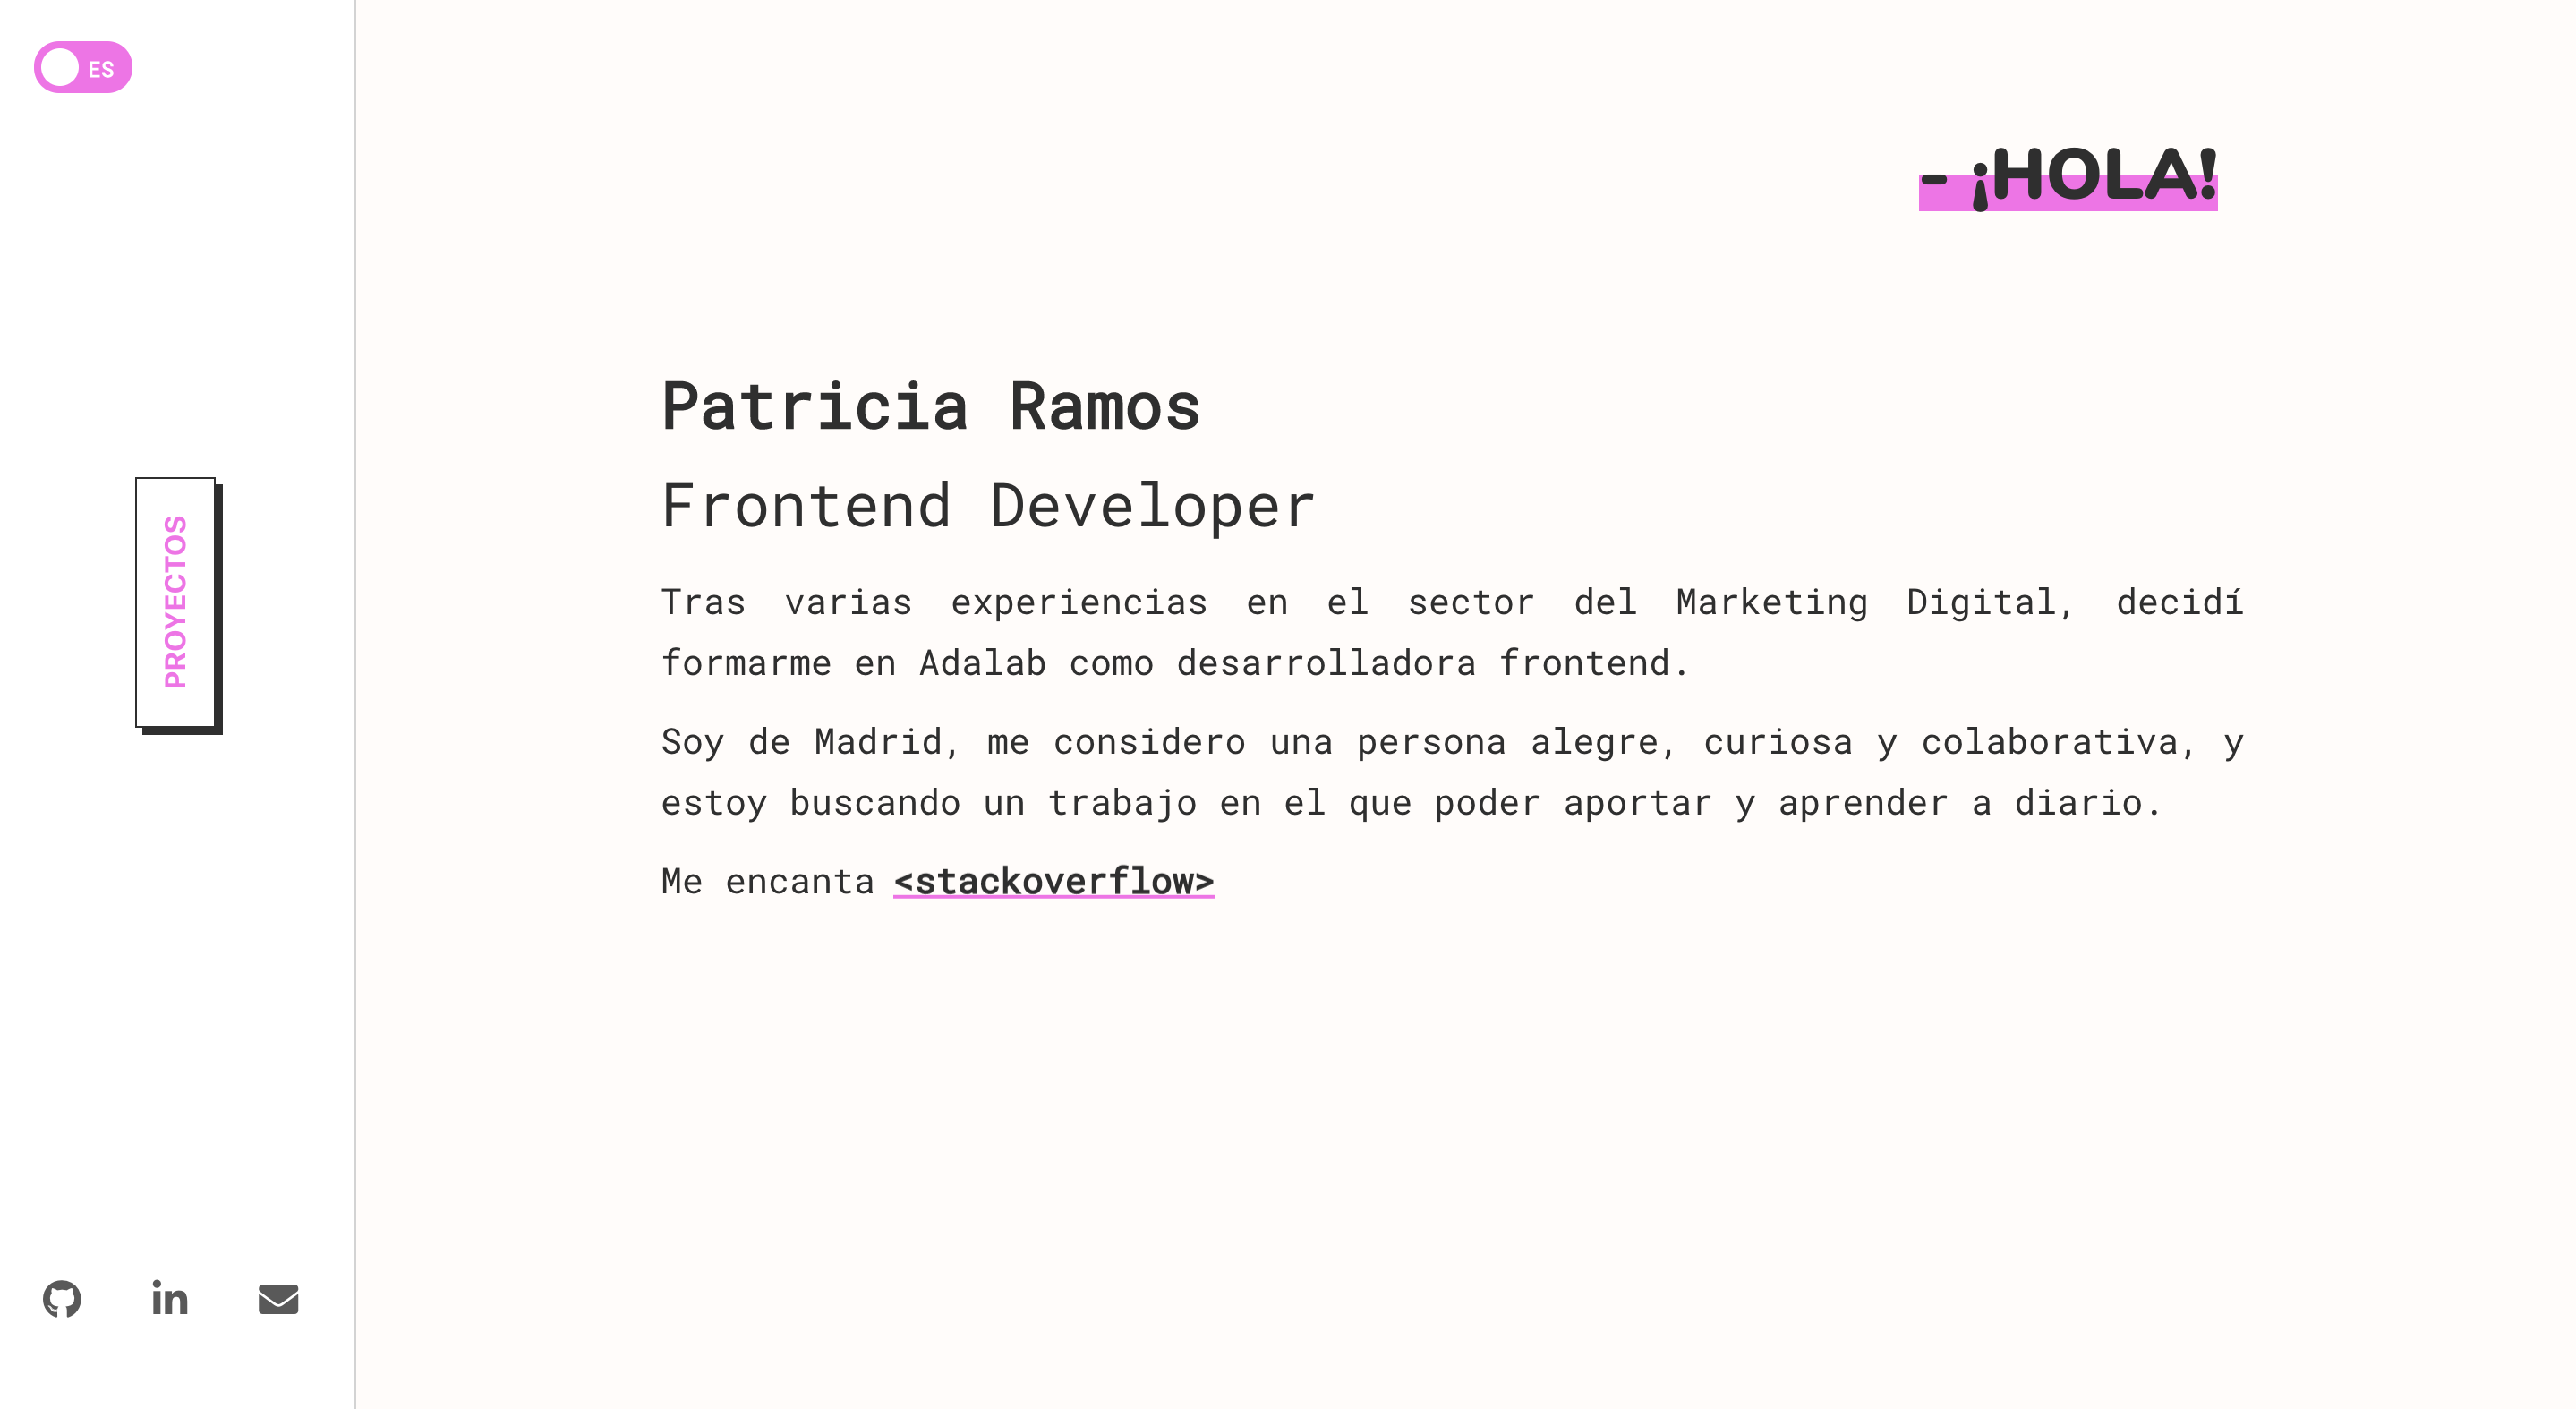 ES
- ¡HOLA!
Patricia Ramos
Frontend Developer
Tras varias experiencias en el sector del Marketing Digital, decidí
formarme en Adalab como desarrolladora frontend.
Soy de Madrid, me considero una persona alegre, curiosa y colaborativa, y
estoy buscando un trabajo en el que poder aportar y aprender a diario.
Me encanta <stackoverflow>
PROYECTOS
in